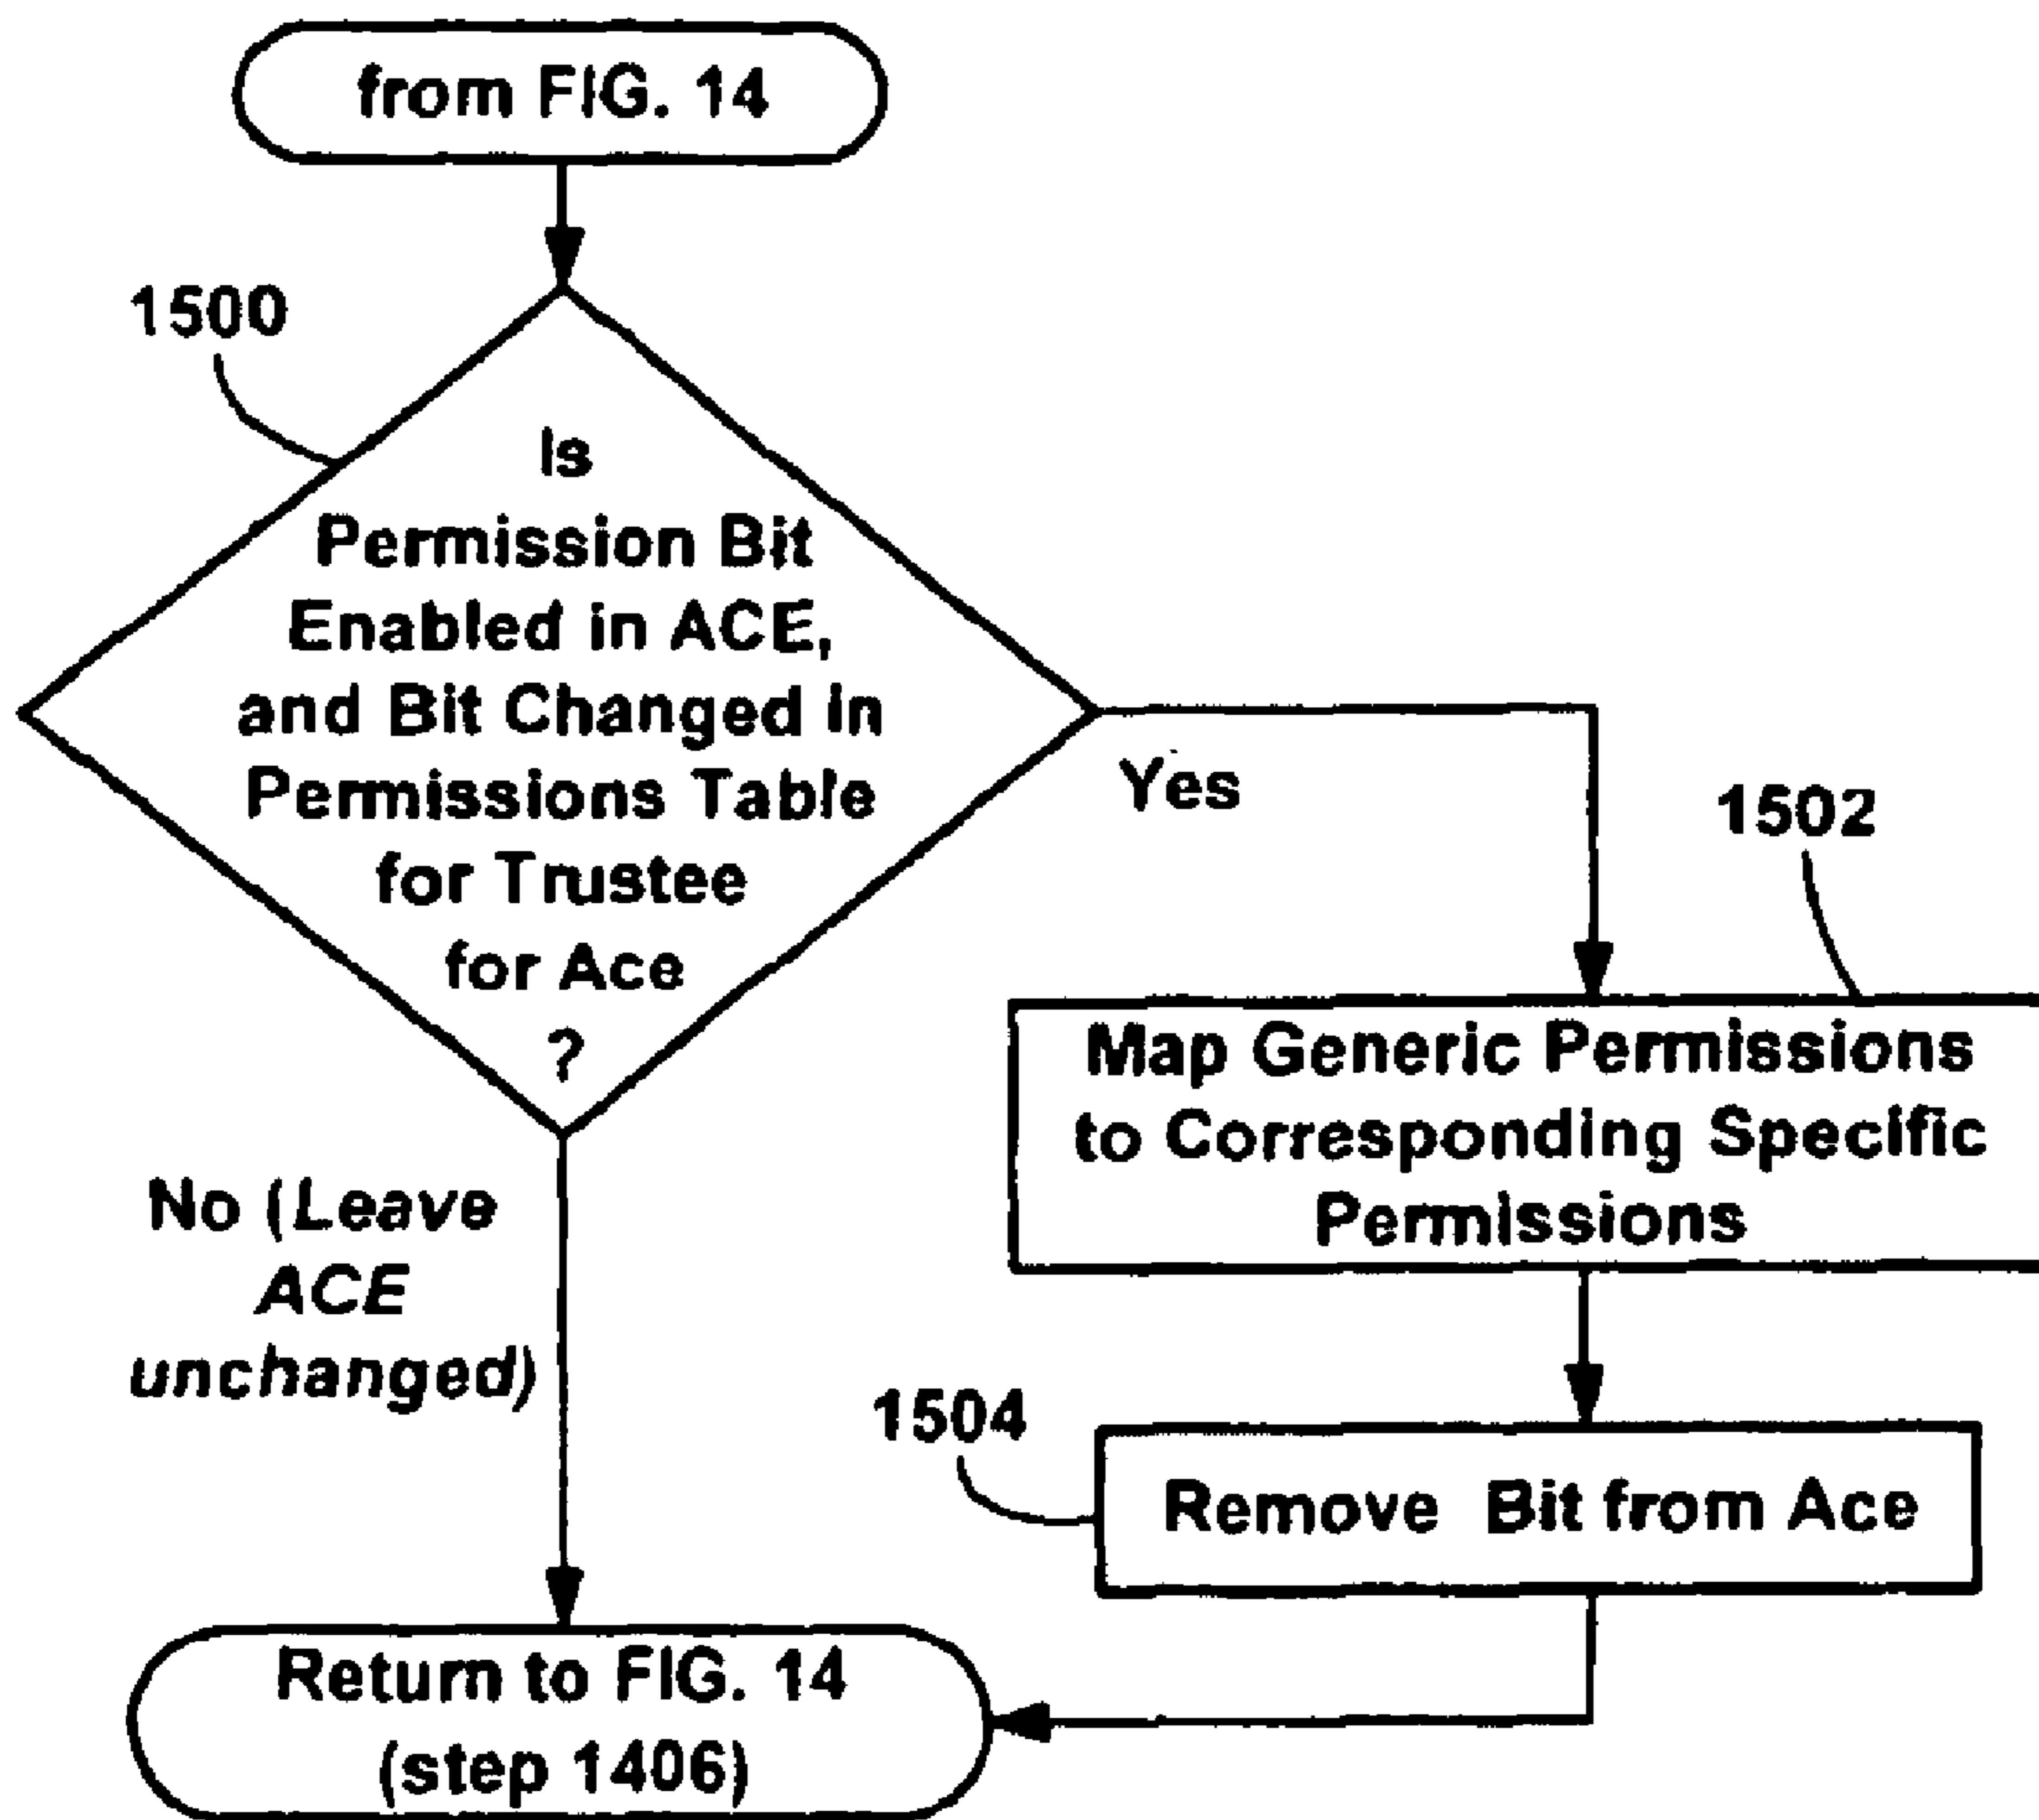 from FIG. 14
1500
Is
Permission Bit
Enabled in ACE,
and Bit Changed in
Permissions Table
for Trustee
for Ace
?
Yes
1502
Map Generic Permissions
to Corresponding Specific
Permissions
No (Leave
ACE
unchanged)
1504
Remove Bit from Ace
Return to FIG. 14
(step 1406)